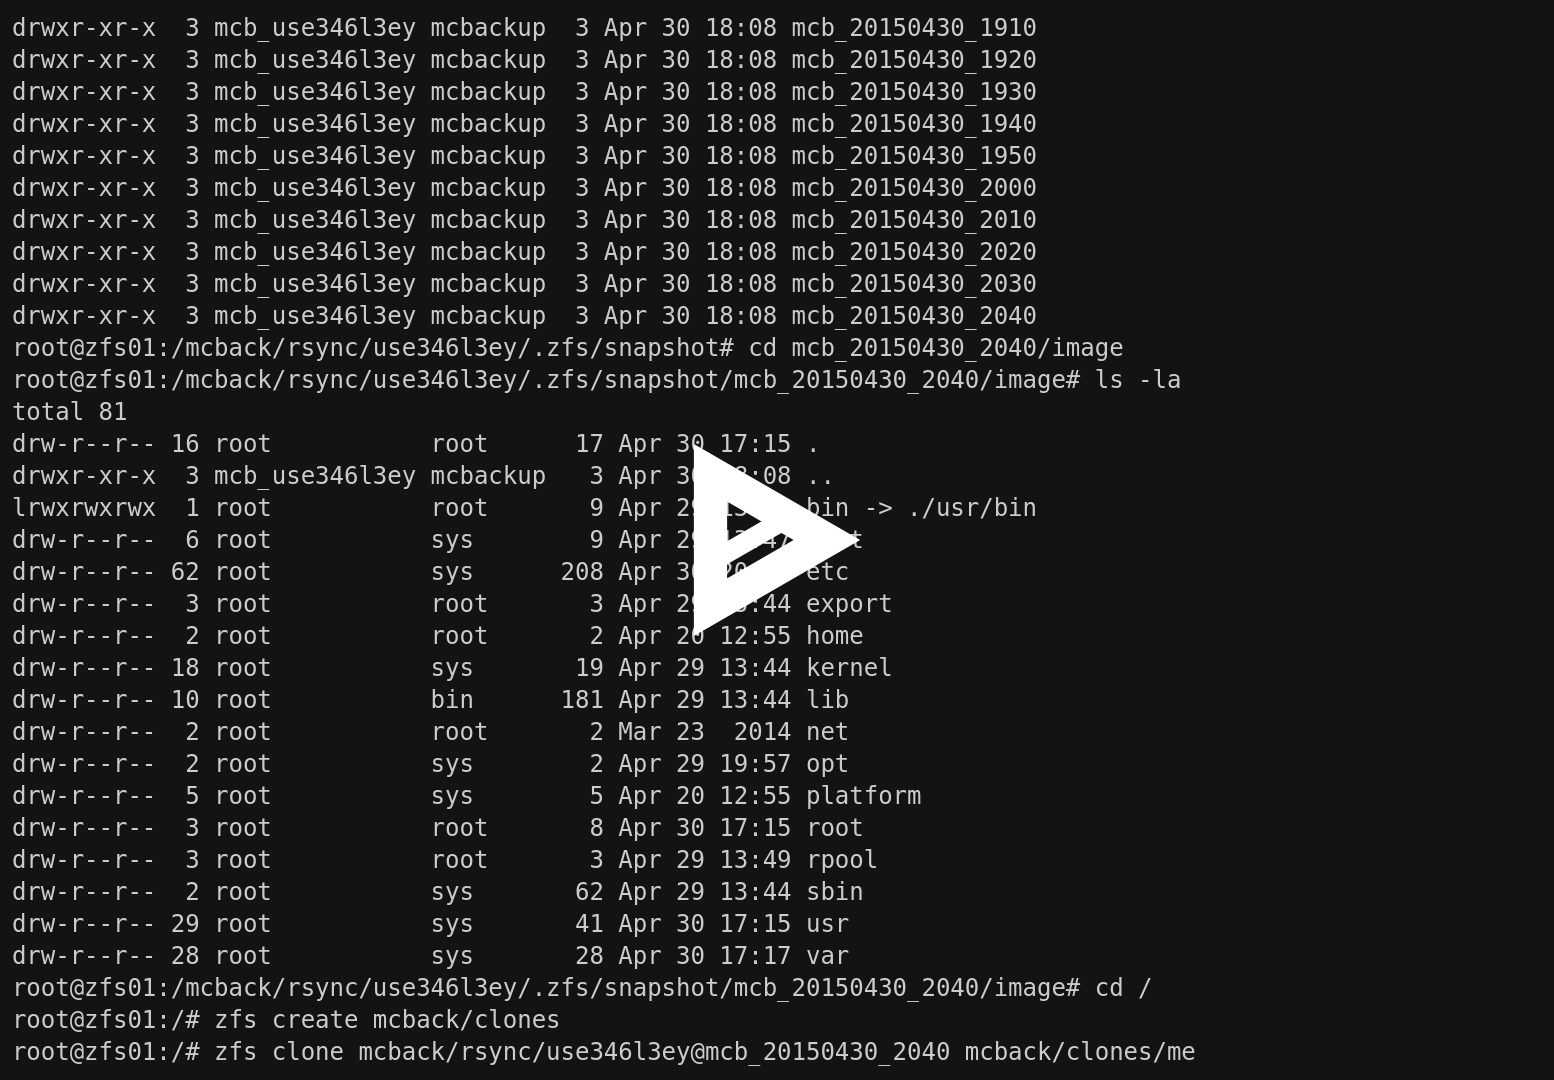 drwxr-xr-x  3 mcb_use346l3ey mcbackup  3 Apr 30 18:08 mcb_20150430_1910
drwxr-xr-x  3 mcb_use346l3ey mcbackup  3 Apr 30 18:08 mcb_20150430_1920
drwxr-xr-x  3 mcb_use346l3ey mcbackup  3 Apr 30 18:08 mcb_20150430_1930
drwxr-xr-x  3 mcb_use346l3ey mcbackup  3 Apr 30 18:08 mcb_20150430_1940
drwxr-xr-x  3 mcb_use346l3ey mcbackup  3 Apr 30 18:08 mcb_20150430_1950
drwxr-xr-x  3 mcb_use346l3ey mcbackup  3 Apr 30 18:08 mcb_20150430_2000
drwxr-xr-x  3 mcb_use346l3ey mcbackup  3 Apr 30 18:08 mcb_20150430_2010
drwxr-xr-x  3 mcb_use346l3ey mcbackup  3 Apr 30 18:08 mcb_20150430_2020
drwxr-xr-x  3 mcb_use346l3ey mcbackup  3 Apr 30 18:08 mcb_20150430_2030
drwxr-xr-x  3 mcb_use346l3ey mcbackup  3 Apr 30 18:08 mcb_20150430_2040
root@zfs01:/mcback/rsync/use346l3ey/.zfs/snapshot# cd mcb_20150430_2040/image
root@zfs01:/mcback/rsync/use346l3ey/.zfs/snapshot/mcb_20150430_2040/image# ls -la
total 81
drw-r--r-- 16 root           root      17 Apr 30 17:15 .
drwxr-xr-x  3 mcb_use346l3ey mcbackup   3 Apr 30 ..
lrwxrwxrwx  1 root           root       9 Apr 29 bin -> ./usr/bin
drw-r--r--  6 root           sys        9 Apr 29
drw-r--r-- 62 root           sys      208 Apr 30 etc
drw-r--r--  3 root           root       3 Apr 29 export
drw-r--r--  2 root           root       2 Apr 20 12:55 home
drw-r--r-- 18 root           sys       19 Apr 29 13:44 kernel
drw-r--r-- 10 root           bin      181 Apr 29 13:44 lib
drw-r--r--  2 root           root       2 Mar 23  2014 net
drw-r--r--  2 root           sys        2 Apr 29 19:57 opt
drw-r--r--  5 root           sys        5 Apr 20 12:55 platform
drw-r--r--  3 root           root       8 Apr 30 17:15 root
drw-r--r--  3 root           root       3 Apr 29 13:49 rpool
drw-r--r--  2 root           sys       62 Apr 29 13:44 sbin
drw-r--r-- 29 root           sys       41 Apr 30 17:15 usr
drw-r--r-- 28 root           sys       28 Apr 30 17:17 var
root@zfs01:/mcback/rsync/use346l3ey/.zfs/snapshot/mcb_20150430_2040/image# cd /
root@zfs01:/# zfs create mcback/clones
root@zfs01:/# zfs clone mcback/rsync/use346l3ey@mcb_20150430_2040 mcback/clones/me